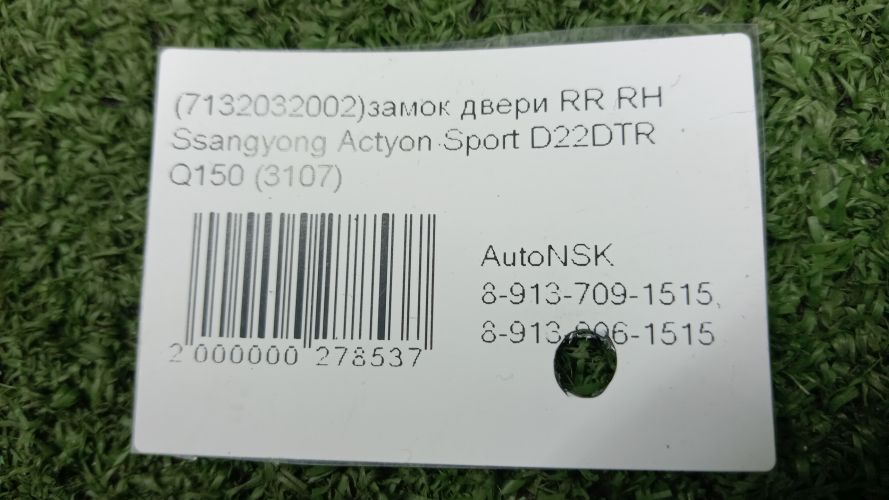 (7132032002)замок двери RR RH
Ssangyong Actyon Sport D22DTR
Q150 (3107)
AutoNSK
8-913-709-1515,
2 000000 278537